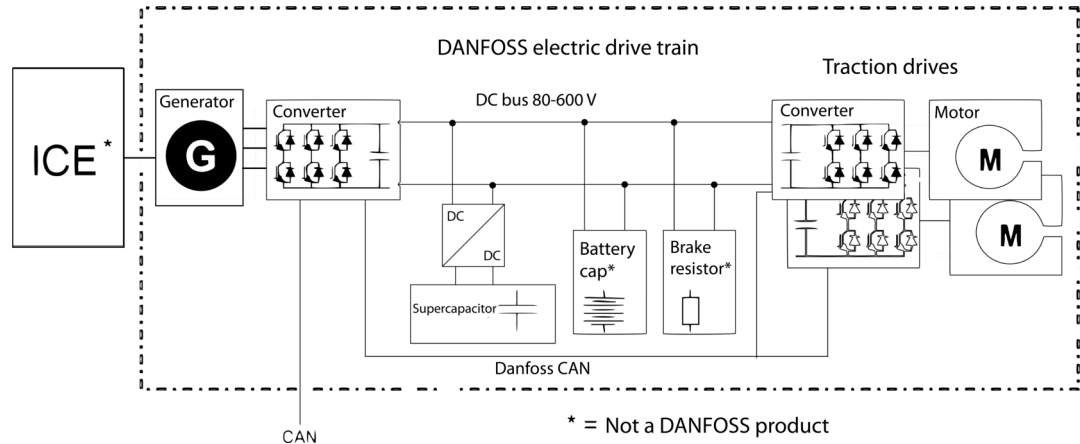 DANFOSS electric drive train
Traction drives
ICE*
Generator
G
Converter
DC bus 80-600 V
Converter
Motor
M
M
DC
DC
Supercapacitor
Battery
cap*
Brake
resistor*
Danfoss CAN
CAN
* = Not a DANFOSS product